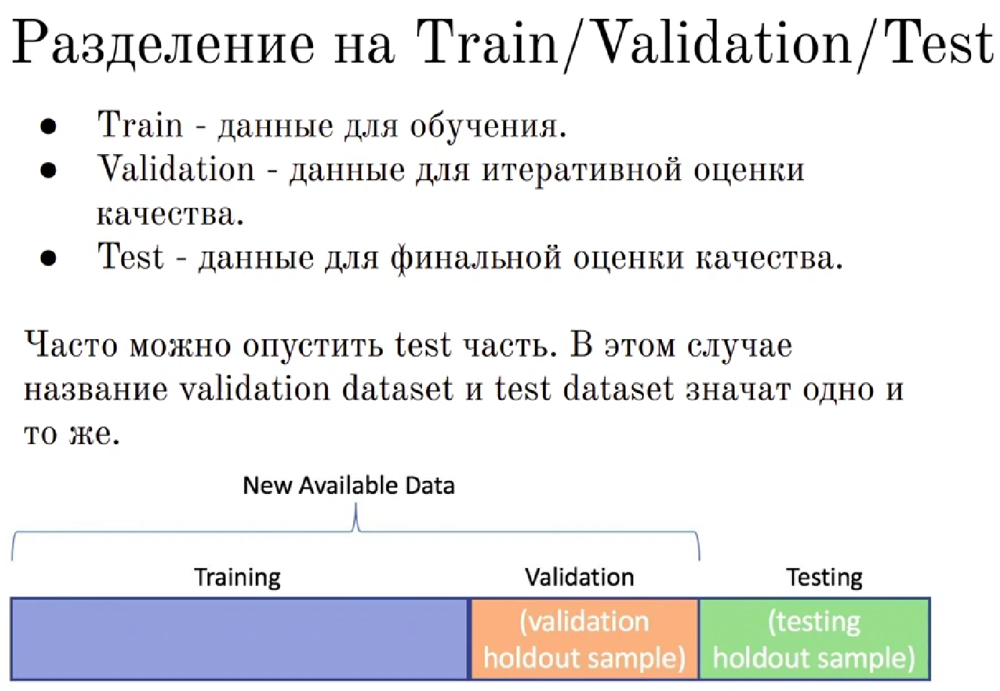 Разделение на Train/Validation/Test
● Train - данные для обучения.
● Validation - данные для итеративной оценки
качества.
● Test - данные для финальной оценки качества.
Часто можно опустить test часть. В этом случае
название validation dataset и test dataset значат одно и
то же.
New Available Data
Training Validation Testing
(validation (testing
holdout sample) holdout sample)